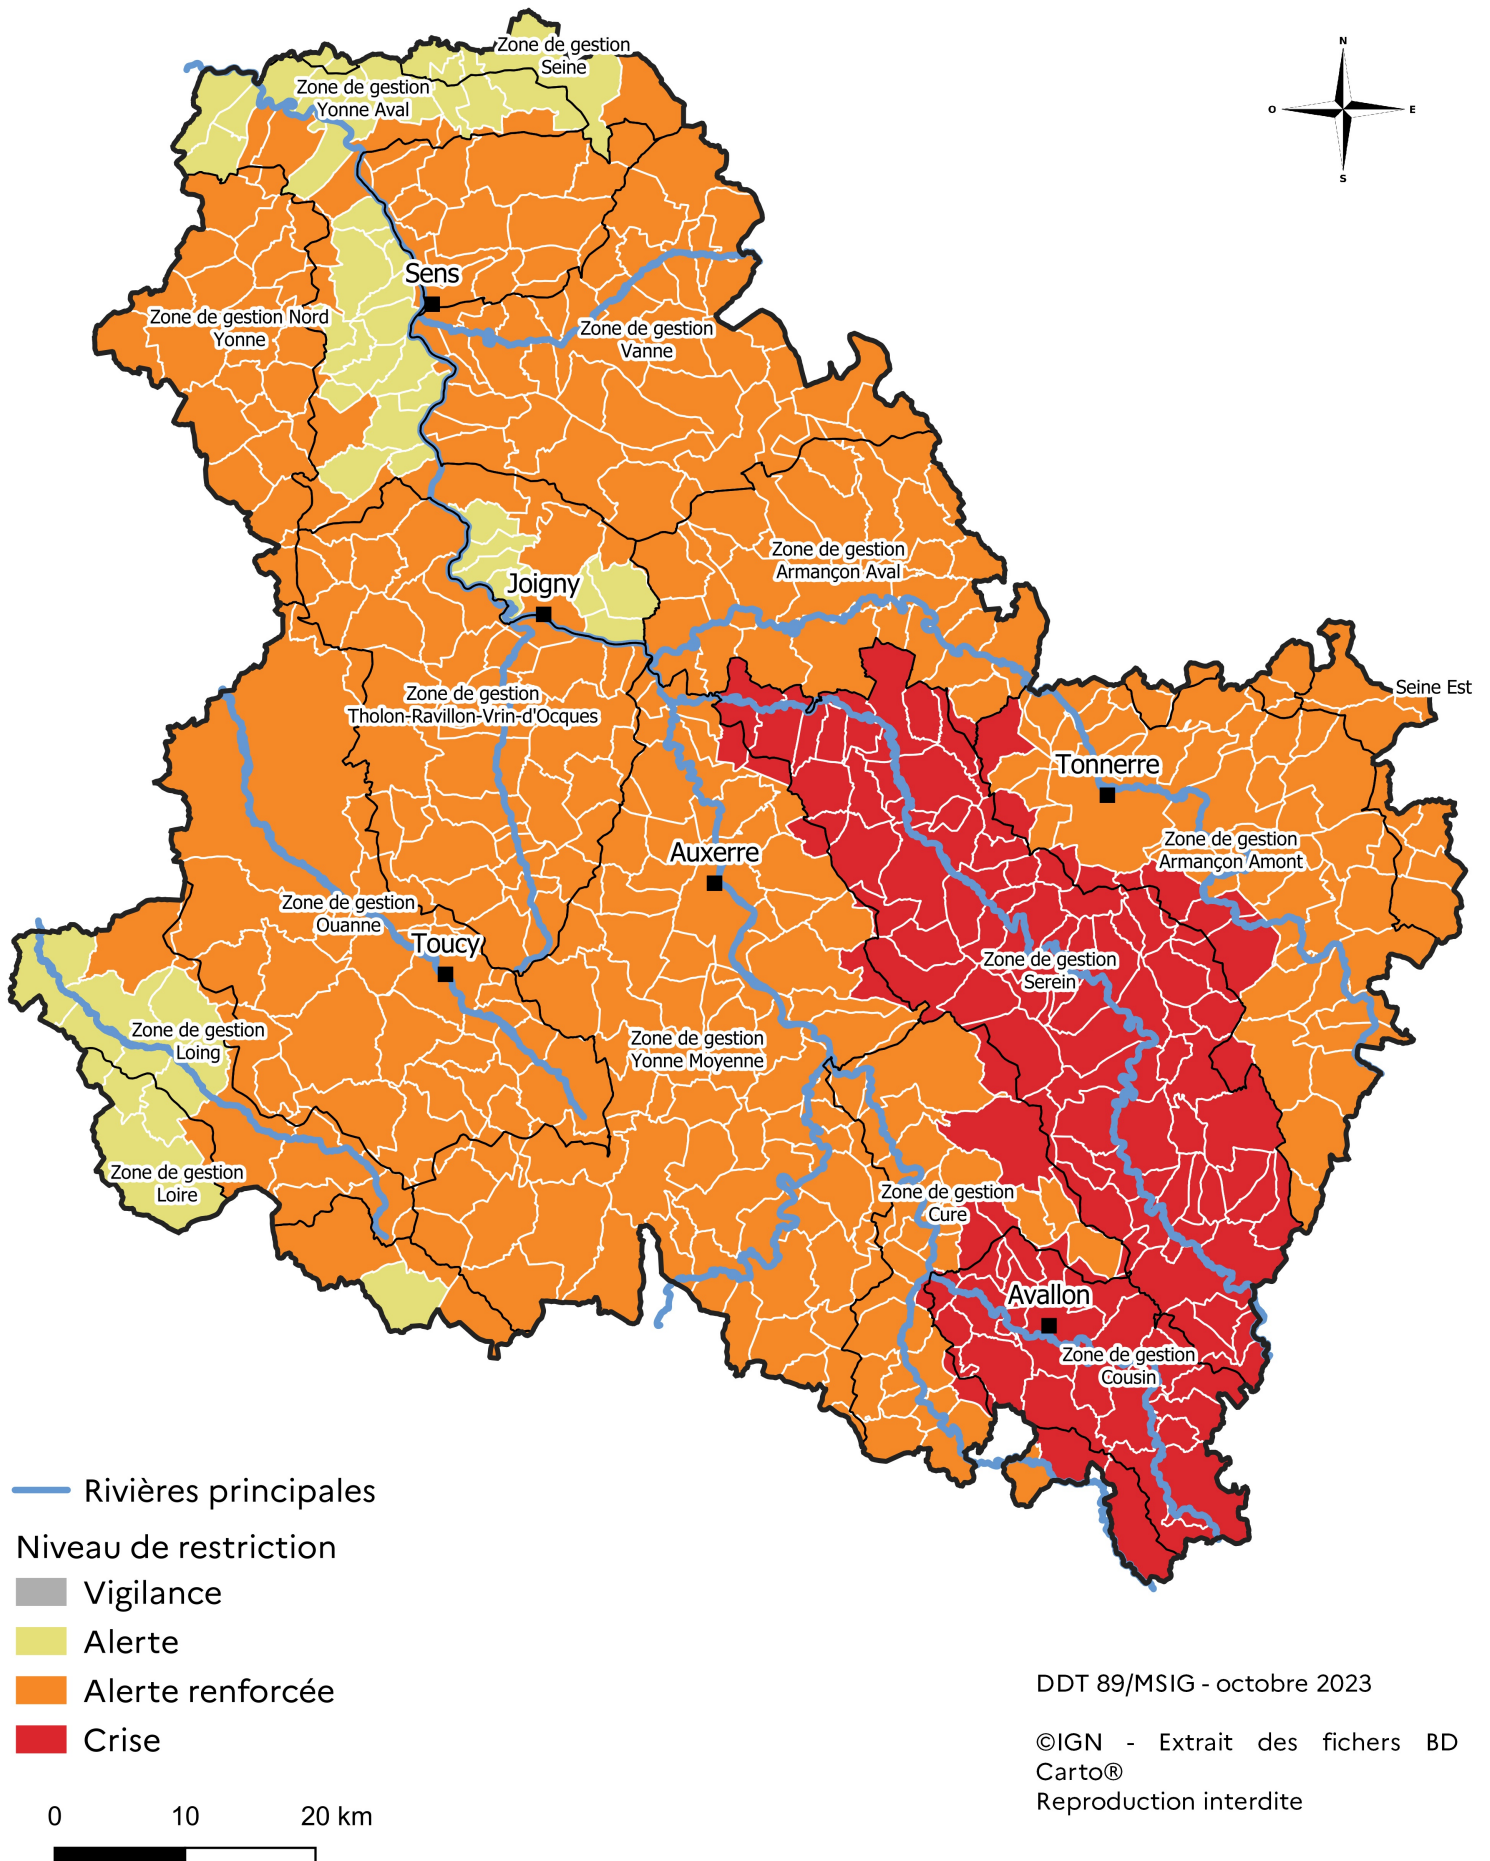 Zone de gestion
Seine
N
O
E
S
Zone de gestion
Yonne Aval
Sens
Zone de gestion Nord
Yonne
Zone de gestion
Vanne
Zone de gestion
Armançon Aval
Joigny
Zone de gestion
Tholon-Ravillon-Vrin-d'Ocques
Seine Est
Tonnerre
Zone de gestion
Armançon Amont
Auxerre
Zone de gestion
Ouanne
Toucy
Zone de gestion
Serein
Zone de gestion
Loing
Zone de gestion
Yonne Moyenne
Zone de gestion
Loire
Zone de gestion
Cure
Avallon
Zone de gestion
Cousin
Rivières principales
Niveau de restriction
Vigilance
Alerte
Alerte renforcée
Crise
0 10 20 km
DDT 89/MSIG - octobre 2023
©IGN - Extrait des fichiers BD
Carto®
Reproduction interdite